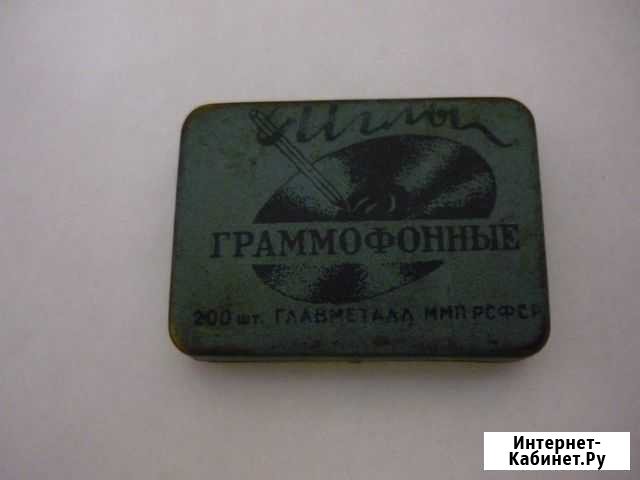 Иглы
ГРАММОФОННЫЕ
200 шт. ГЛАВМЕТАЛЛ ММП РСФСР
Интернет-
Кабинет.Ру